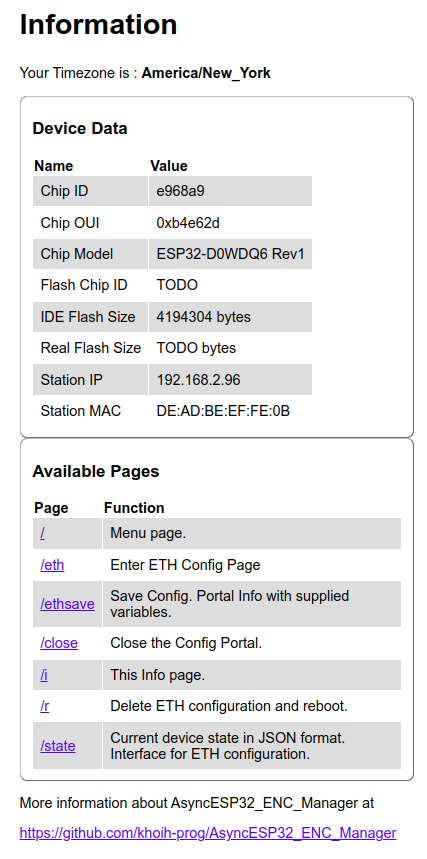 Information
Your Timezone is : America/New_York
Device Data
Name Value
Chip ID e968a9
Chip OUI 0xb4e62d
Chip Model ESP32-D0WDQ6 Rev1
Flash Chip ID TODO
IDE Flash Size 4194304 bytes
Real Flash Size TODO bytes
Station IP 192.168.2.96
Station MAC DE:AD:BE:EF:FE:0B
Available Pages
Page Function
/ Menu page.
/eth Enter ETH Config Page
/ethsave Save Config. Portal Info with supplied
variables.
/close Close the Config Portal.
/i This Info page.
/r Delete ETH configuration and reboot.
/state Current device state in JSON format.
Interface for ETH configuration.
More information about AsyncESP32_ENC_Manager at
https://github.com/khoih-prog/AsyncESP32_ENC_Manager